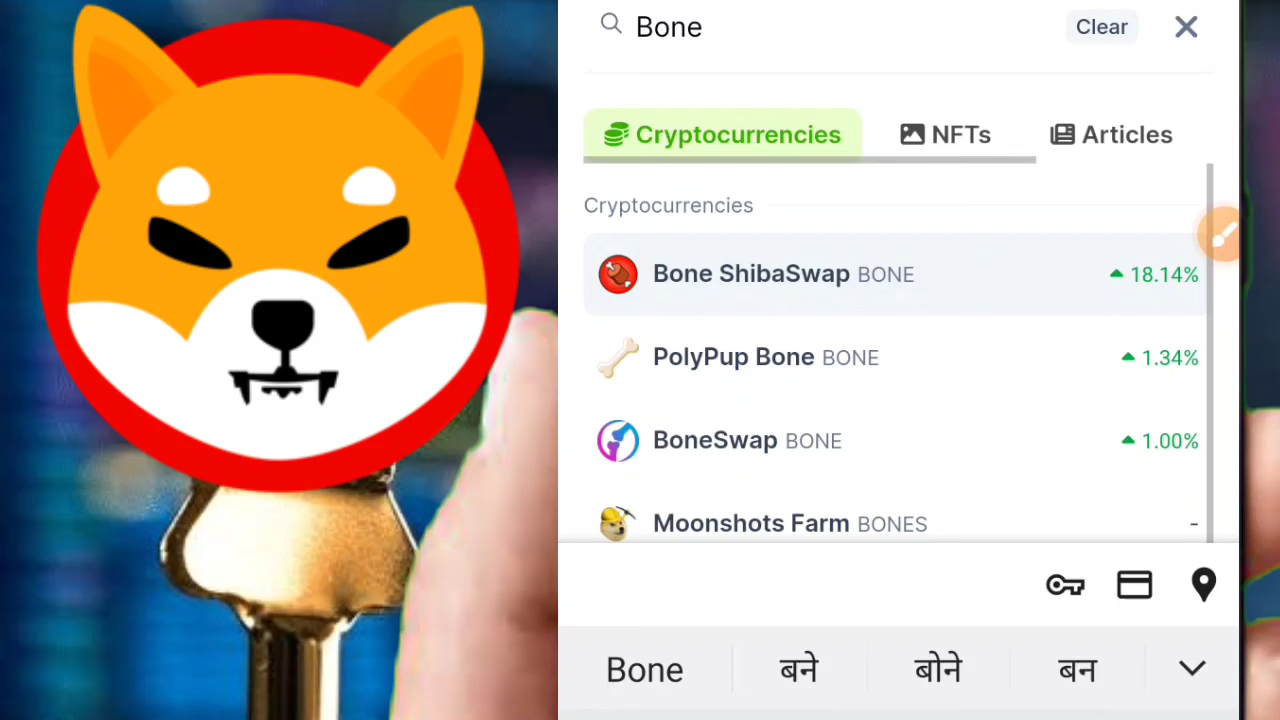 Bone
Clear
Cryptocurrencies
NFTs
Articles
Cryptocurrencies
Bone ShibaSwap BONE 18.14%
PolyPup Bone BONE 1.34%
BoneSwap BONE 1.00%
Moonshots Farm BONES -
Bone बने बोने बन